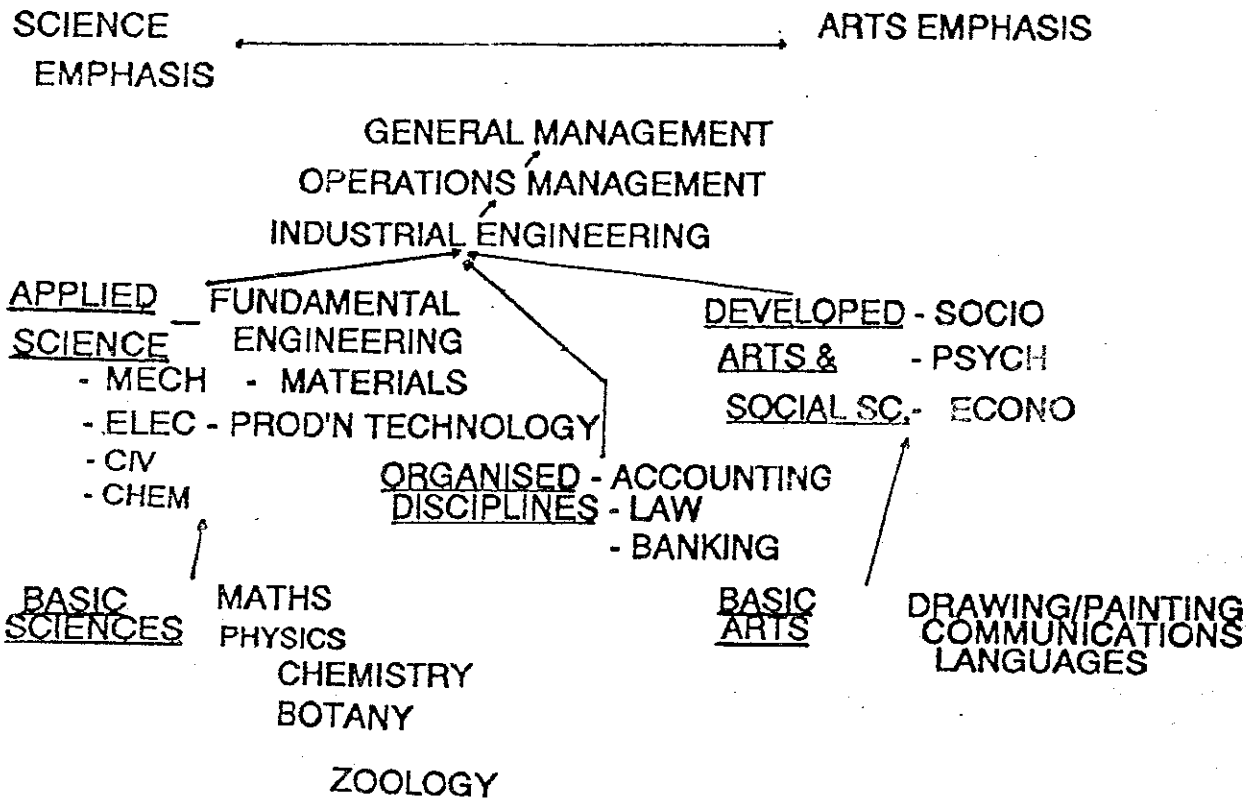 SCIENCE
EMPHASIS
ARTS EMPHASIS
GENERAL MANAGEMENT
OPERATIONS MANAGEMENT
INDUSTRIAL ENGINEERING
APPLIED _ FUNDAMENTAL
SCIENCE ENGINEERING
- MECH - MATERIALS
- ELEC - PROD'N TECHNOLOGY
- CIV
- CHEM
DEVELOPED - SOCIO
ARTS & - PSYCH
SOCIAL SC.- ECONO
ORGANISED - ACCOUNTING
DISCIPLINES - LAW
- BANKING
BASIC MATHS
SCIENCES PHYSICS
CHEMISTRY
BOTANY
ZOOLOGY
BASIC DRAWING/PAINTING
ARTS COMMUNICATIONS
LANGUAGES